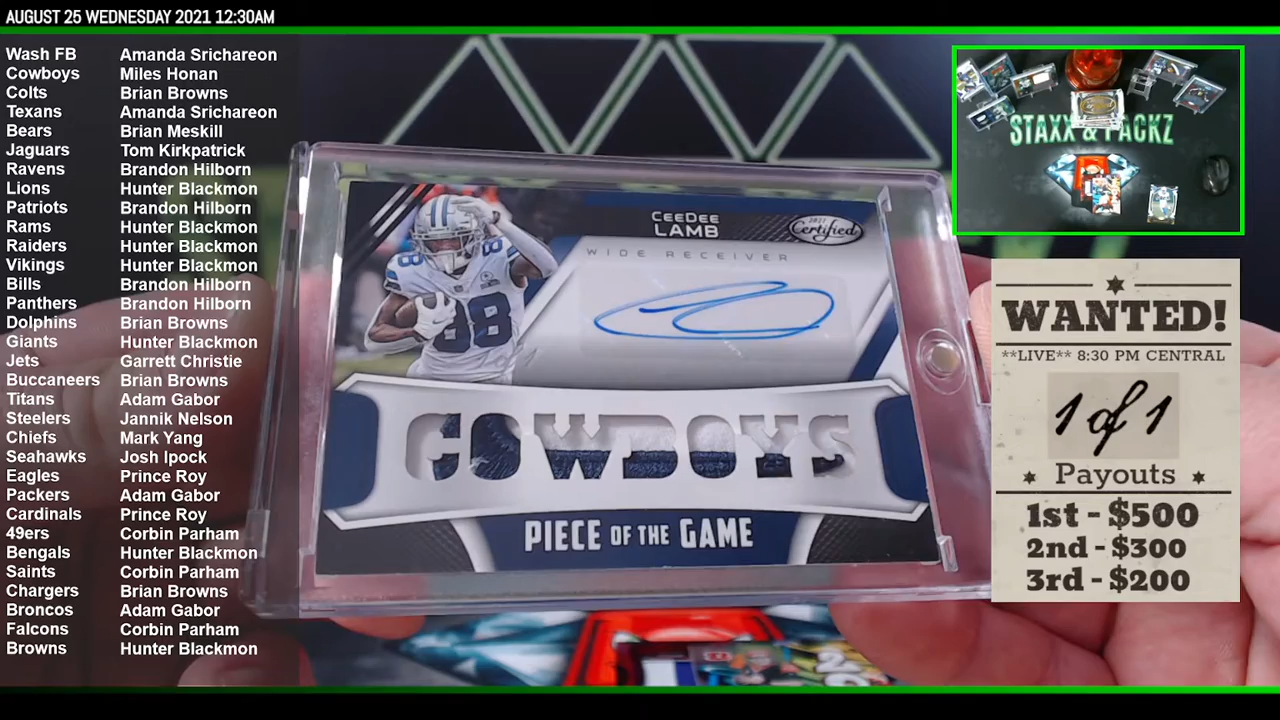 AUGUST 25 WEDNESDAY 2021 12:30AM
Wash FB Amanda Srichareon
Cowboys Miles Honan
Colts Brian Browns
Texans Amanda Srichareon
Bears Brian Meskill
Jaguars Tom Kirkpatrick
Ravens Brandon Hilborn
Lions Hunter Blackmon
Patriots Brandon Hilborn
Rams Hunter Blackmon
Raiders Hunter Blackmon
Vikings Hunter Blackmon
Bills Brandon Hilborn
Panthers Brandon Hilborn
Dolphins Brian Browns
Giants Hunter Blackmon
Jets Garrett Christie
Buccaneers Brian Browns
Titans Adam Gabor
Steelers Jannik Nelson
Chiefs Mark Yang
Seahawks Josh Ipock
Eagles Prince Roy
Packers Adam Gabor
Cardinals Prince Roy
49ers Corbin Parham
Bengals Hunter Blackmon
Saints Corbin Parham
Chargers Brian Browns
Broncos Adam Gabor
Falcons Corbin Parham
Browns Hunter Blackmon
CEEDEE
LAMB
2021
Certified
WIDE RECEIVER
88
88
COWBOYS
PIECE OF THE GAME
STAXX & PACKZ
WANTED!
**LIVE** 8:30 PM CENTRAL
1 of 1
Payouts
1st - $500
2nd - $300
3rd - $200